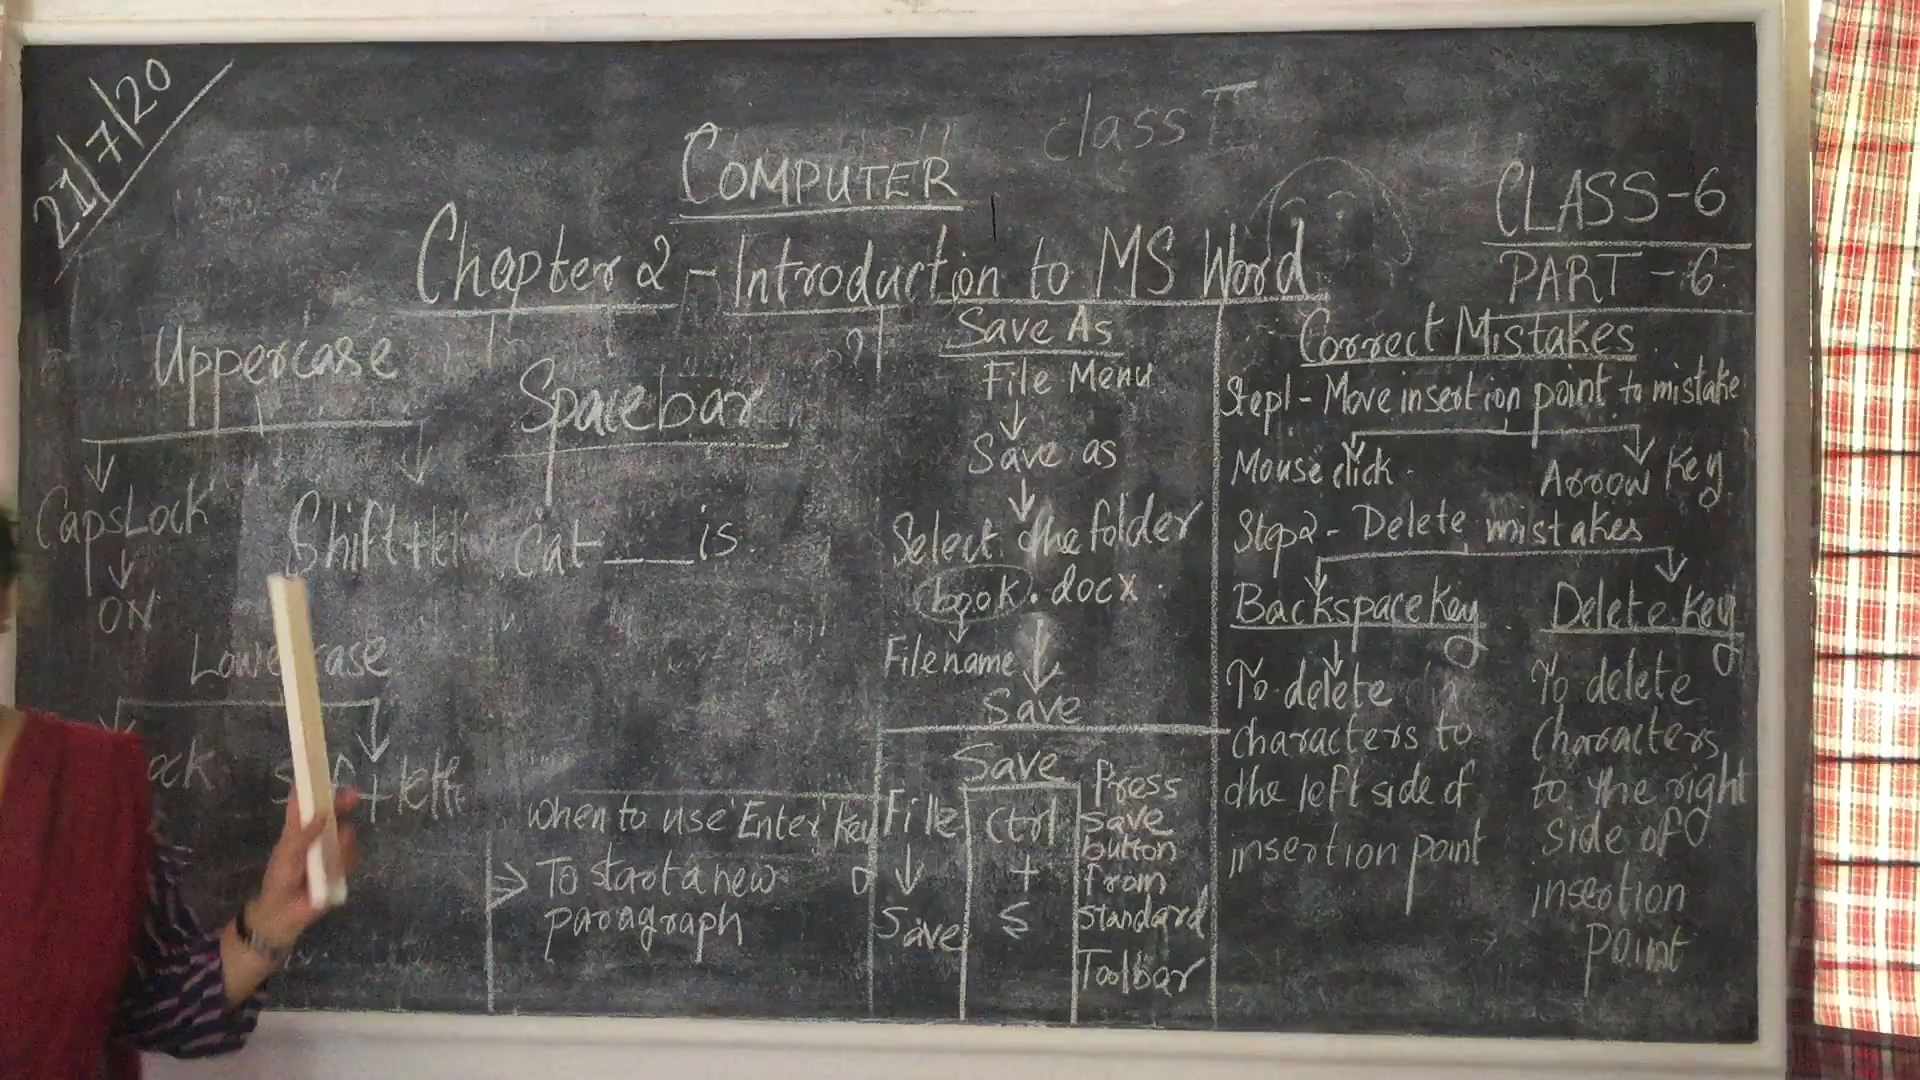 21/7/20
class II
COMPUTER
CLASS-6
PART-6
Chapter 2 - Introduction to MS Word
Uppercase
CapsLock
ON
Shift+
Lowercase
ock
+ lett
Spacebar
Cat ___ is.
When to use 'Enter' Key
⇒ To start a new
paragraph
Save As
File Menu
↓
Save as
↓
Select the folder
book.docx
Filename
Save
Save
File
↓
Save
Ctrl
+
S
Press
save
button
from
standard
Toolbar
Correct Mistakes
Step1 - Move insertion point to mistake
Mouse click
Arrow Key
Step2 - Delete mistakes
Backspace Key
To delete
characters to
the left side of
insertion point
Delete Key
To delete
characters
to the right
side of
insertion
point